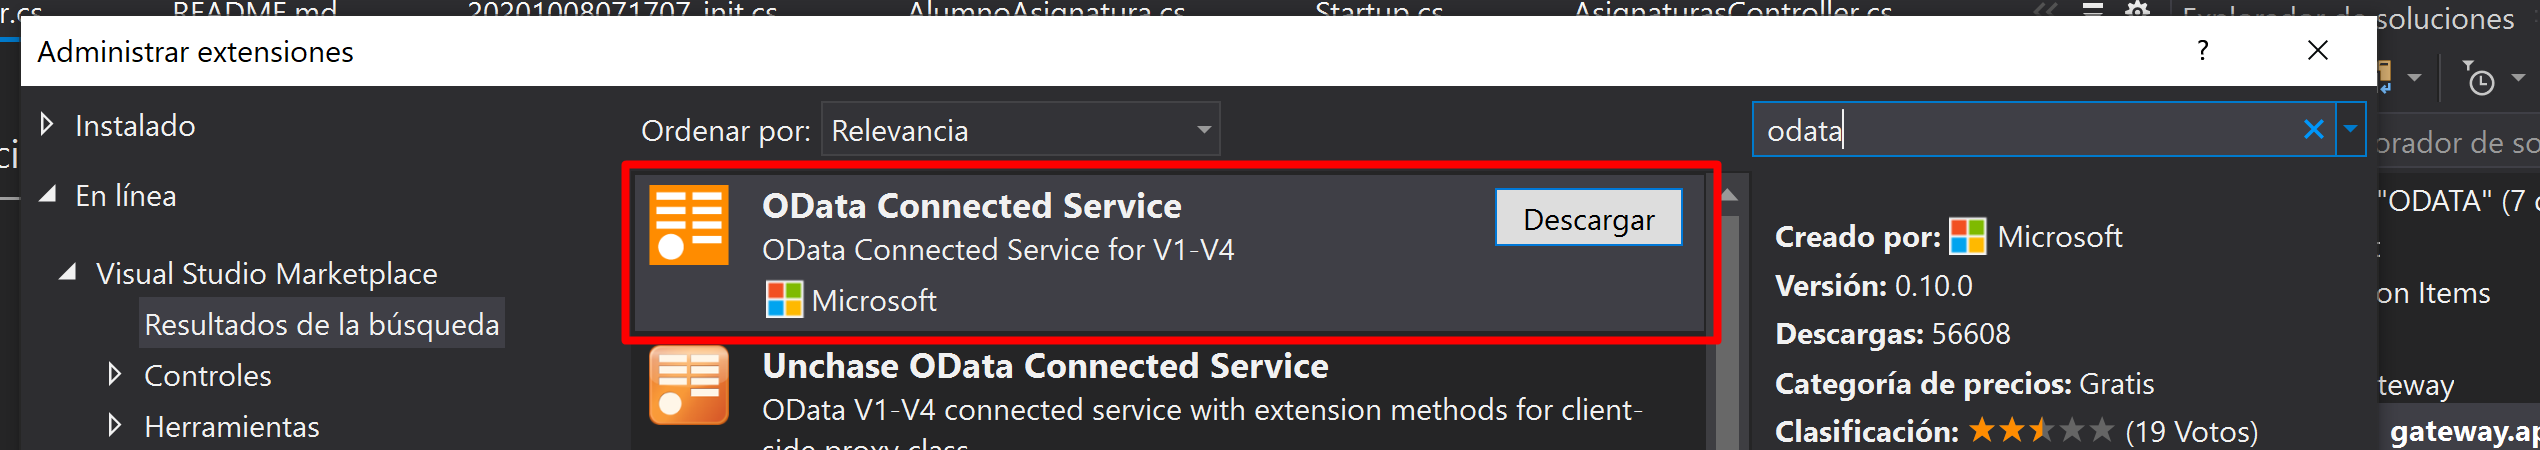 r.cs README.md 20201008071707_init.cs AlumnoAsignatura.cs Startup.cs AsignaturasController.cs Explorador de soluciones
Administrar extensiones ?
Instalado
Ordenar por: Relevancia
odata
orador de so
ci
En línea
OData Connected Service
Descargar
OData Connected Service for V1-V4
Microsoft
Visual Studio Marketplace
Resultados de la búsqueda
Controles
Herramientas
Unchase OData Connected Service
OData V1-V4 connected service with extension methods for client-
side proxy class
Creado por: Microsoft
Versión: 0.10.0
Descargas: 56608
Categoría de precios: Gratis
Clasificación: (19 Votos)
"ODATA" (7 
on Items
teway
gateway.ap